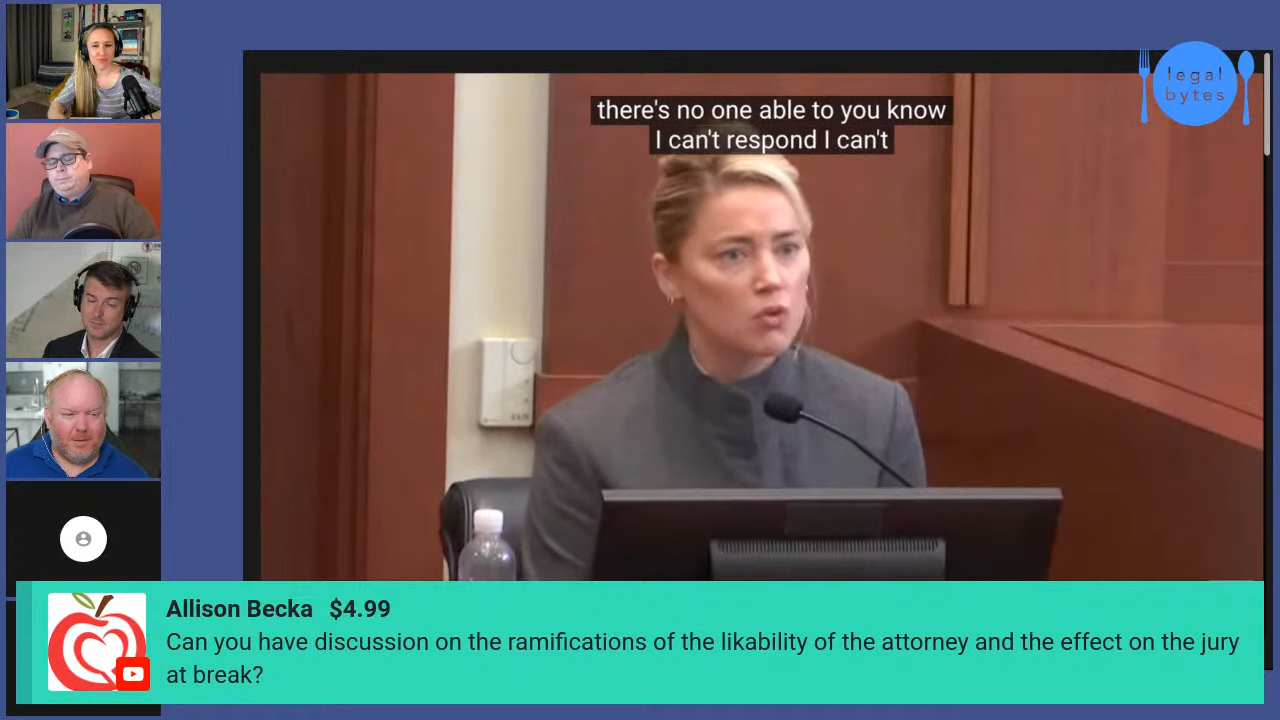 there's no one able to you know
I can't respond I can't
legal
bytes
Allison Becka $4.99
Can you have discussion on the ramifications of the likability of the attorney and the effect on the jury
at break?